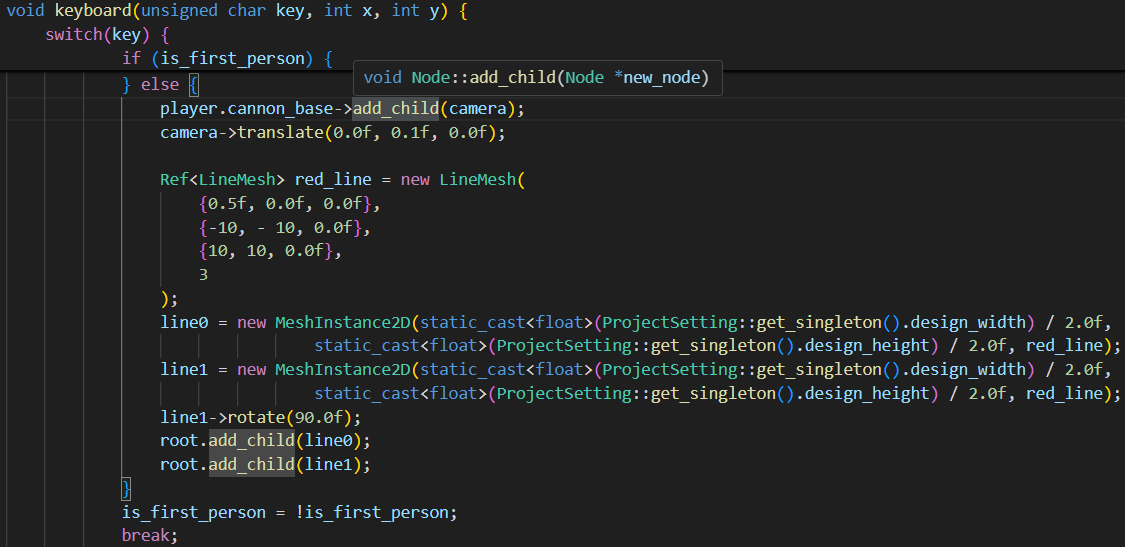 void keyboard(unsigned char key, int x, int y) {
    switch(key) {
            if (is_first_person) {
void Node::add_child(Node *new_node)
            } else {
                player.cannon_base->add_child(camera);
                camera->translate(0.0f, 0.1f, 0.0f);
                Ref<LineMesh> red_line = new LineMesh(
                    {0.5f, 0.0f, 0.0f},
                    {-10, - 10, 0.0f},
                    {10, 10, 0.0f},
                    3
                );
                line0 = new MeshInstance2D(static_cast<float>(ProjectSetting::get_singleton().design_width) / 2.0f,
                                static_cast<float>(ProjectSetting::get_singleton().design_height) / 2.0f, red_line);
                line1 = new MeshInstance2D(static_cast<float>(ProjectSetting::get_singleton().design_width) / 2.0f,
                                static_cast<float>(ProjectSetting::get_singleton().design_height) / 2.0f, red_line);
                line1->rotate(90.0f);
                root.add_child(line0);
                root.add_child(line1);
            }
            is_first_person = !is_first_person;
            break;